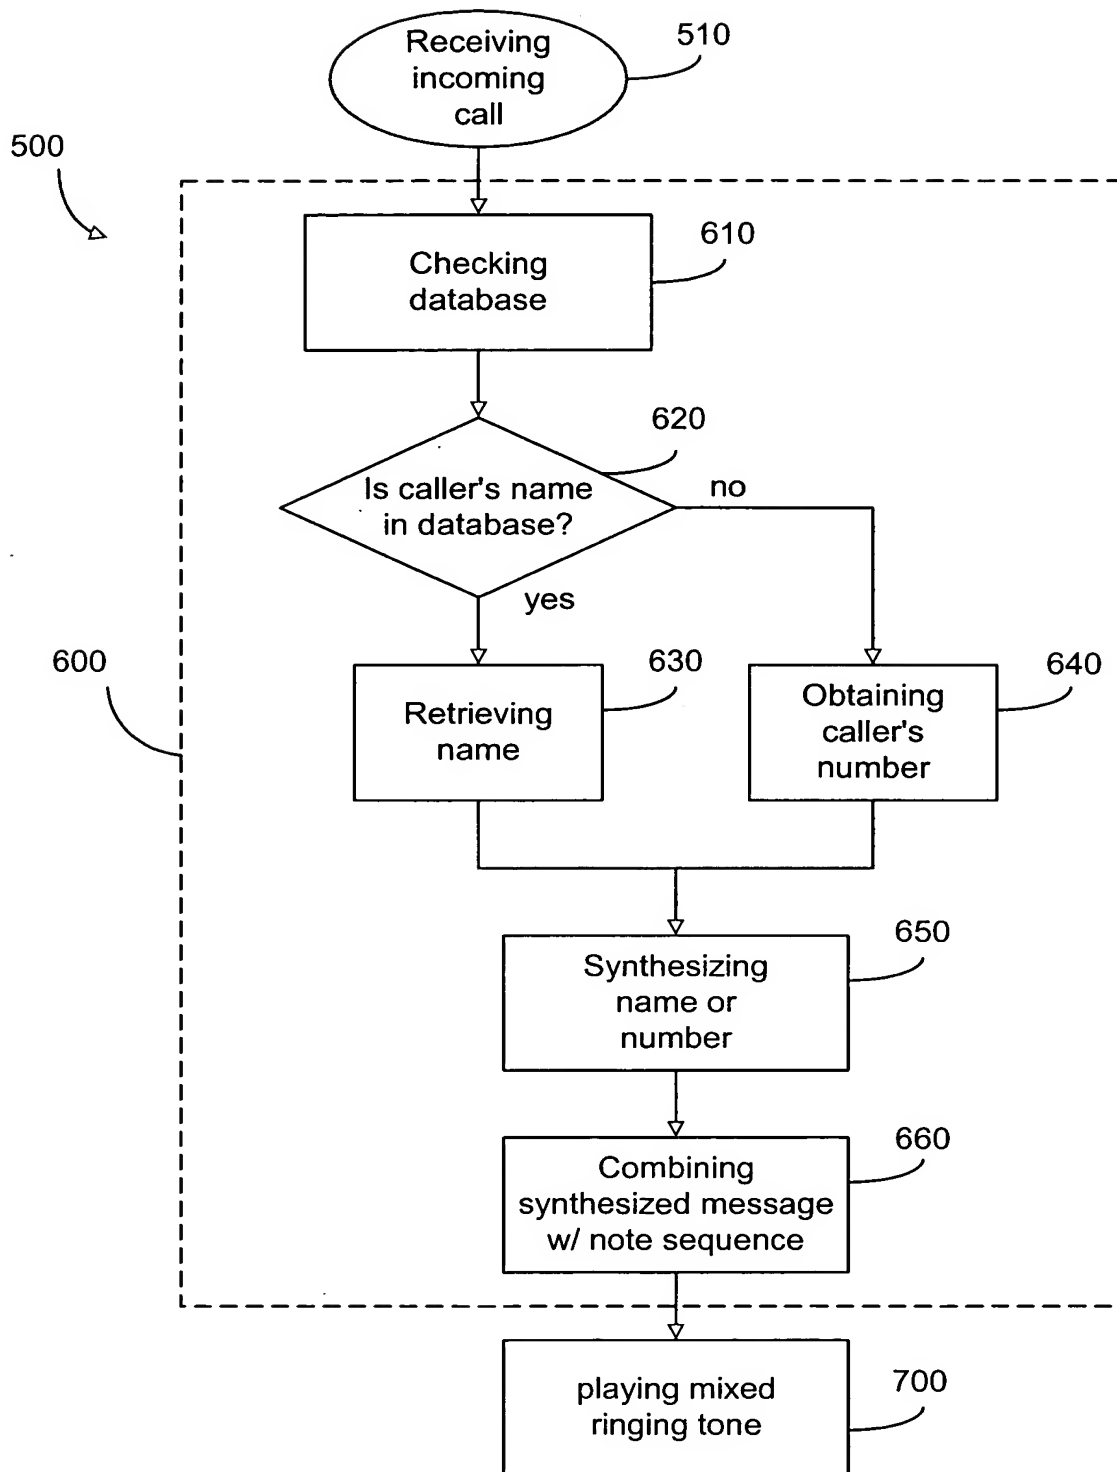 Receiving
incoming
call
510
500
Checking
database
610
620
Is caller's name
in database?
no
yes
600
630
Retrieving
name
640
Obtaining
caller's
number
650
Synthesizing
name or
number
660
Combining
synthesized message
w/ note sequence
playing mixed
ringing tone
700